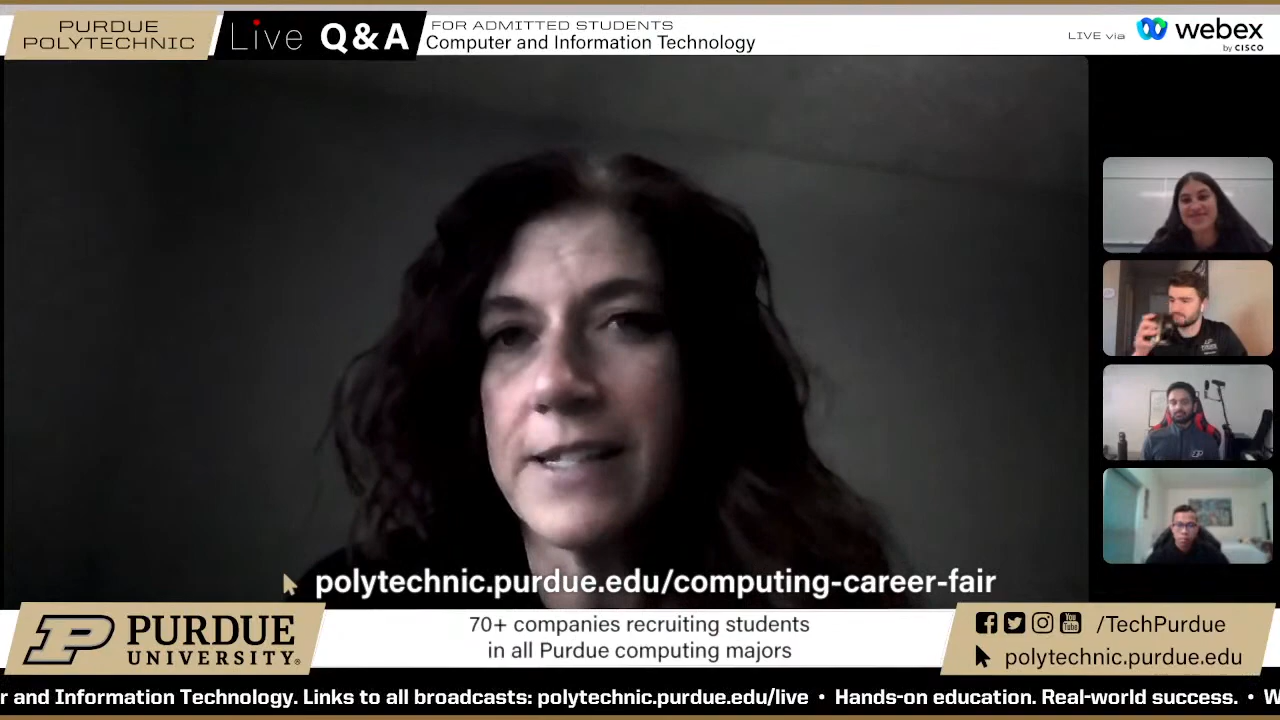 PURDUE
POLYTECHNIC
Live Q&A
FOR ADMITTED STUDENTS
Computer and Information Technology
LIVE via
webex
by CISCO
polytechnic.purdue.edu/computing-career-fair
P PURDUE
UNIVERSITY®
70+ companies recruiting students
in all Purdue computing majors
You Tube /TechPurdue
polytechnic.purdue.edu
r and Information Technology. Links to all broadcasts: polytechnic.purdue.edu/live • Hands-on education. Real-world success. • W